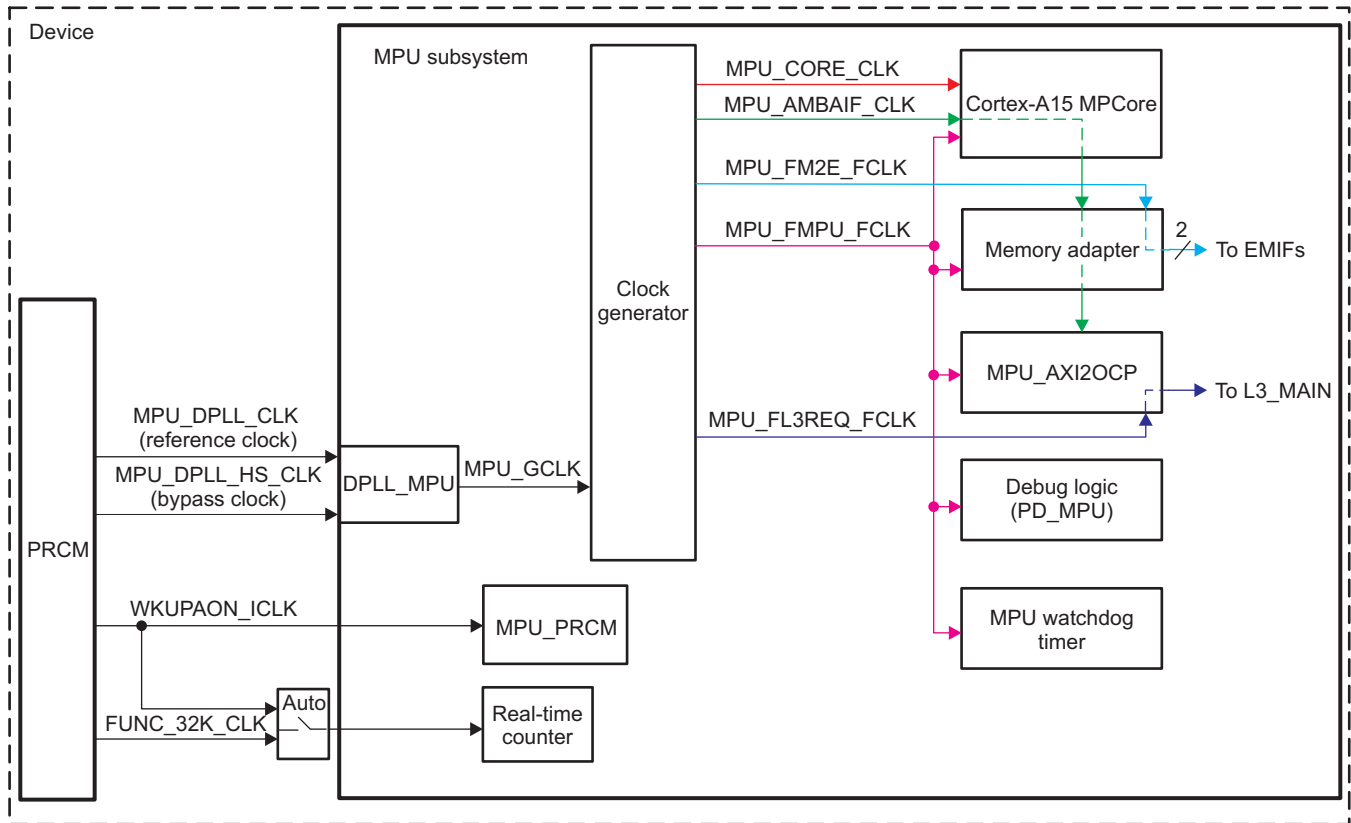 Device
MPU subsystem
MPU_CORE_CLK
MPU_AMBAIF_CLK
Cortex-A15 MPCore
MPU_FM2E_FCLK
MPU_FMPU_FCLK
Memory adapter
2
To EMIFs
Clock
generator
MPU_AXI2OCP
To L3_MAIN
MPU_FL3REQ_FCLK
MPU_DPLL_CLK
(reference clock)
MPU_DPLL_HS_CLK
(bypass clock)
DPLL_MPU
MPU_GCLK
Debug logic
(PD_MPU)
PRCM
WKUPAON_ICLK
MPU_PRCM
MPU watchdog
timer
Auto
FUNC_32K_CLK
Real-time
counter